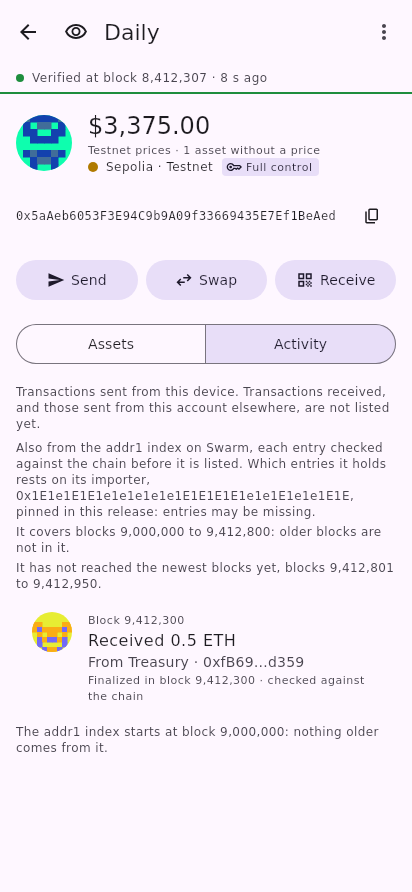 Daily
Verified at block 8,412,307 · 8 s ago
$3,375.00
Testnet prices · 1 asset without a price
Sepolia · Testnet
Full control
0x5aAeb6053F3E94C9b9A09f33669435E7Ef1BeAed
Send
Swap
Receive
Assets
Activity
Transactions sent from this device. Transactions received,
and those sent from this account elsewhere, are not listed
yet.
Also from the addr1 index on Swarm, each entry checked
against the chain before it is listed. Which entries it holds
rests on its importer,
0x1E1e1E1E1e1e1e1e1e1E1E1E1E1e1e1E1e1e1e1E,
pinned in this release: entries may be missing.
It covers blocks 9,000,000 to 9,412,800: older blocks are
not in it.
It has not reached the newest blocks yet, blocks 9,412,801
to 9,412,950.
Block 9,412,300
Received 0.5 ETH
From Treasury · 0xfB69…d359
Finalized in block 9,412,300 · checked against
the chain
The addr1 index starts at block 9,000,000: nothing older
comes from it.